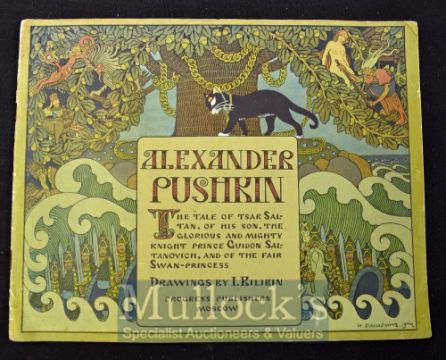 ALEXANDER
PUSHKIN
THE TALE OF TSAR SAL-
TAN, OF HIS SON, THE
GLORIOUS AND MIGHTY
KNIGHT PRINCE GUIDON SAL-
TANOVICH, AND OF THE FAIR
SWAN-PRINCESS
DRAWINGS BY I. BILIBIN
PROGRESS PUBLISHERS
MOSCOW
Mullock's
Specialist Auctioneers & Valuers